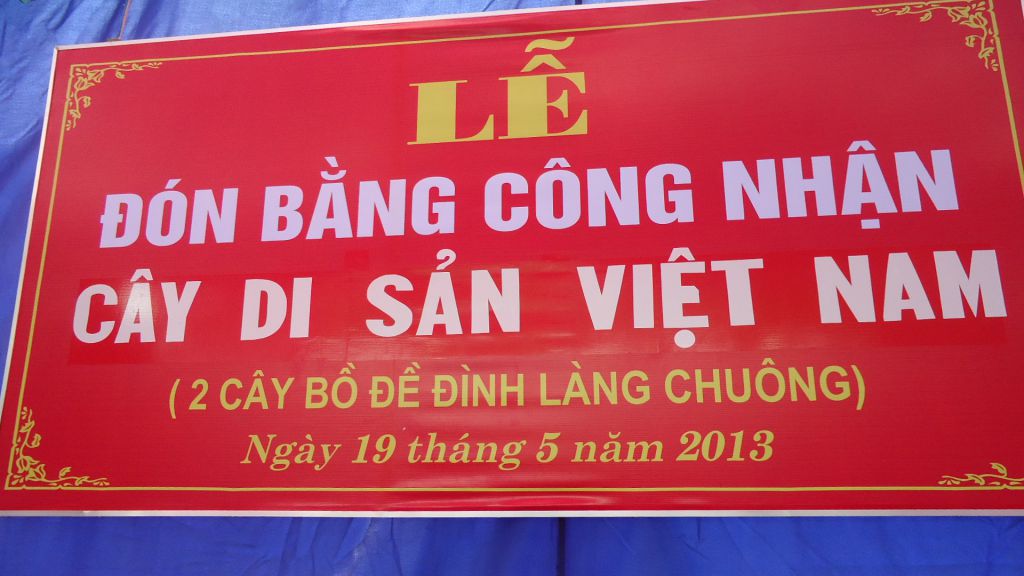 LỄ
ĐÓN BẰNG CÔNG NHẬN
CÂY DI SẢN VIỆT NAM
( 2 CÂY BỒ ĐỀ ĐÌNH LÀNG CHUÔNG)
Ngày 19 tháng 5 năm 2013